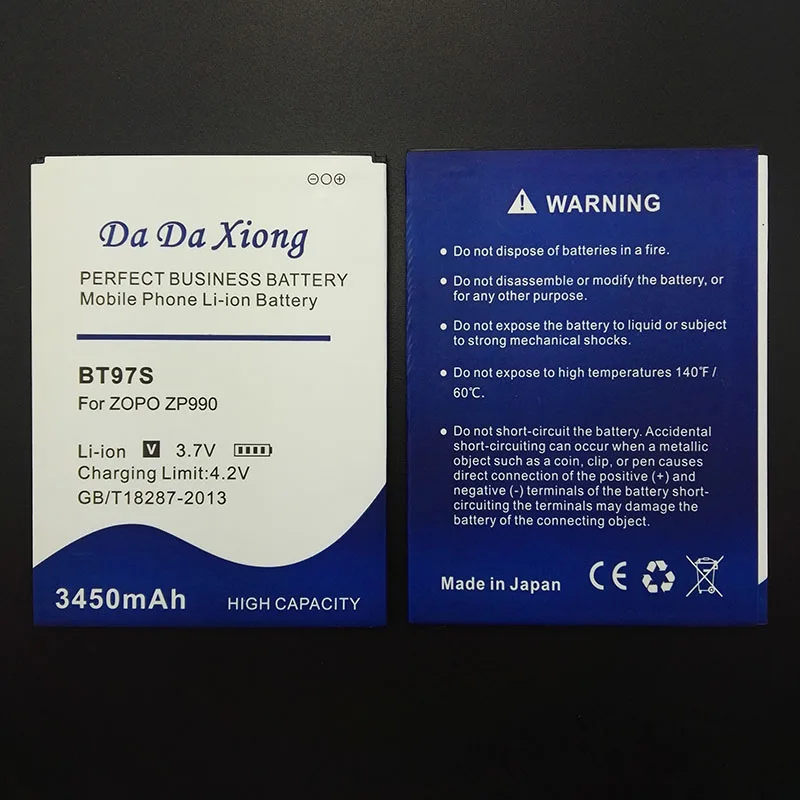 Da Da Xiong
PERFECT BUSINESS BATTERY
Mobile Phone Li-ion Battery
BT97S
For ZOPO ZP990
Li-ion V 3.7V
Charging Limit:4.2V
GB/T18287-2013
3450mAh HIGH CAPACITY
WARNING
• Do not dispose of batteries in a fire.
• Do not disassemble or modify the battery, or
for any other purpose.
• Do not expose the battery to liquid or subject
to strong mechanical shocks.
• Do not expose to high temperatures 140℉ /
60℃.
• Do not short-circuit the battery. Accidental
short-circuiting can occur when a metallic
object such as a coin, clip, or pen causes
direct connection of the positive (+) and
negative (-) terminals of the battery short-
circuiting the terminals may damage the
battery of the connecting object.
Made in Japan CE